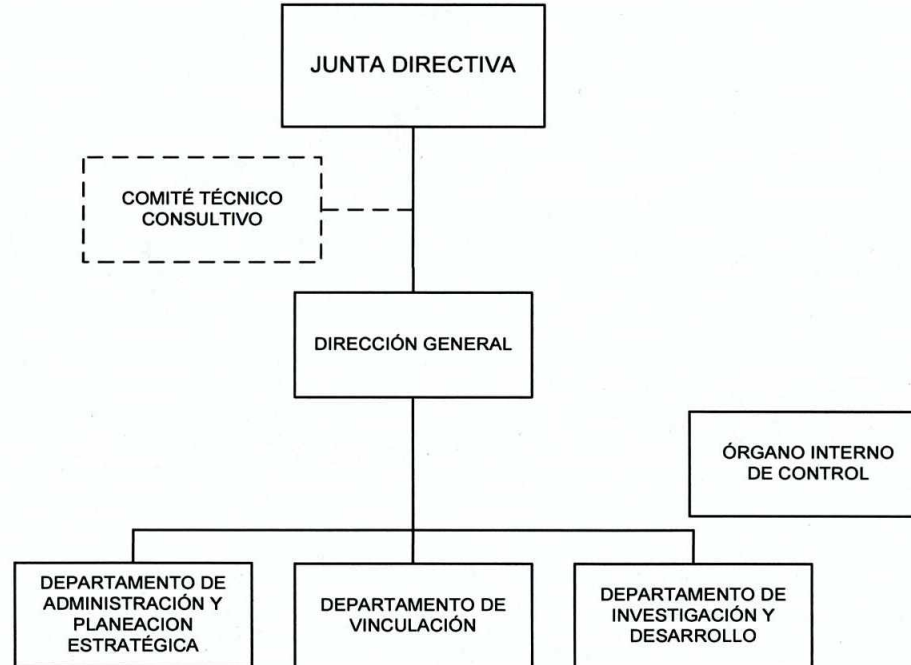 JUNTA DIRECTIVA
COMITÉ TÉCNICO
CONSULTIVO
DIRECCIÓN GENERAL
ÓRGANO INTERNO
DE CONTROL
DEPARTAMENTO DE
ADMINISTRACIÓN Y
PLANEACION
ESTRATÉGICA
DEPARTAMENTO DE
VINCULACIÓN
DEPARTAMENTO DE
INVESTIGACIÓN Y
DESARROLLO